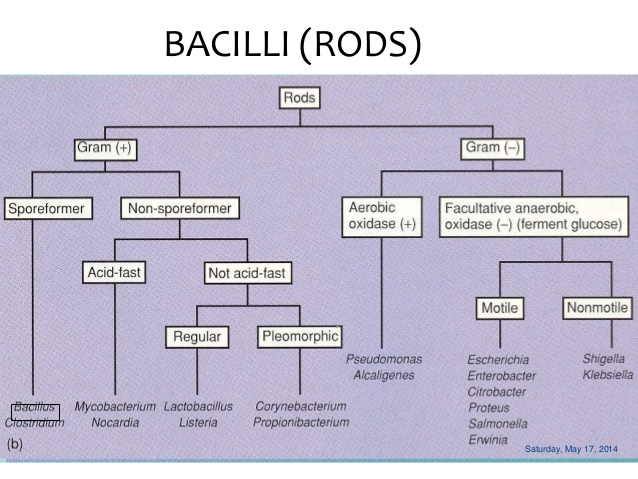 BACILLI (RODS)
Rods
Gram (+)
Gram (–)
Sporeformer
Non-sporeformer
Aerobic
oxidase (+)
Facultative anaerobic,
oxidase (–) (ferment glucose)
Acid-fast
Not acid-fast
Motile
Nonmotile
Regular
Pleomorphic
Pseudomonas
Alcaligenes
Escherichia
Enterobacter
Citrobacter
Proteus
Salmonella
Erwinia
Shigella
Klebsiella
Bacillus
Clostridium
Mycobacterium
Nocardia
Lactobacillus
Listeria
Corynebacterium
Propionibacterium
(b)
Saturday, May 17, 2014